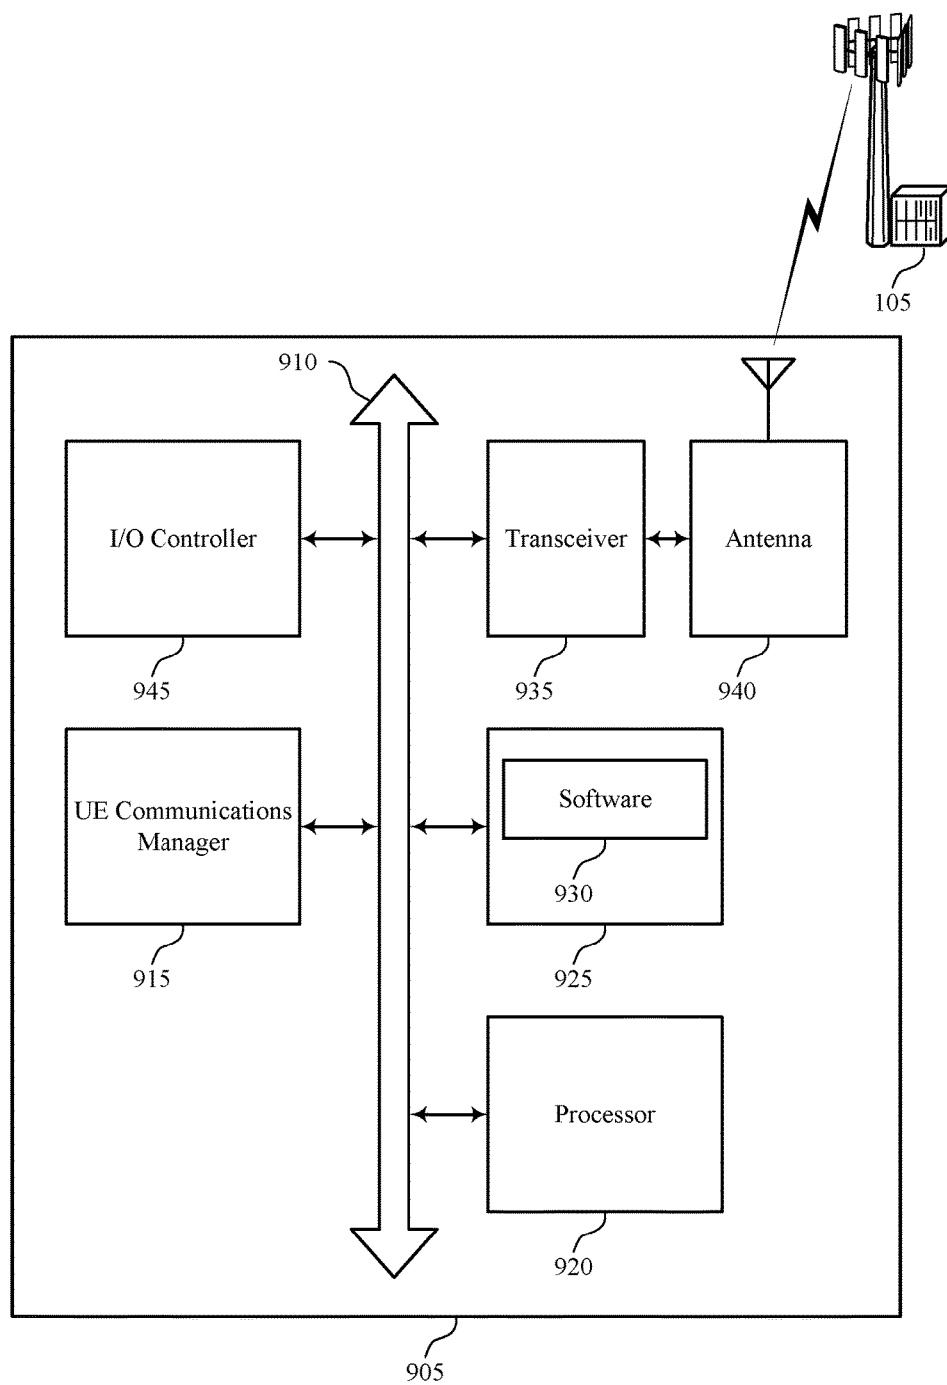 105
910
I/O Controller
Transceiver
Antenna
945
935
940
UE Communications
Manager
Software
930
915
925
Processor
920
905